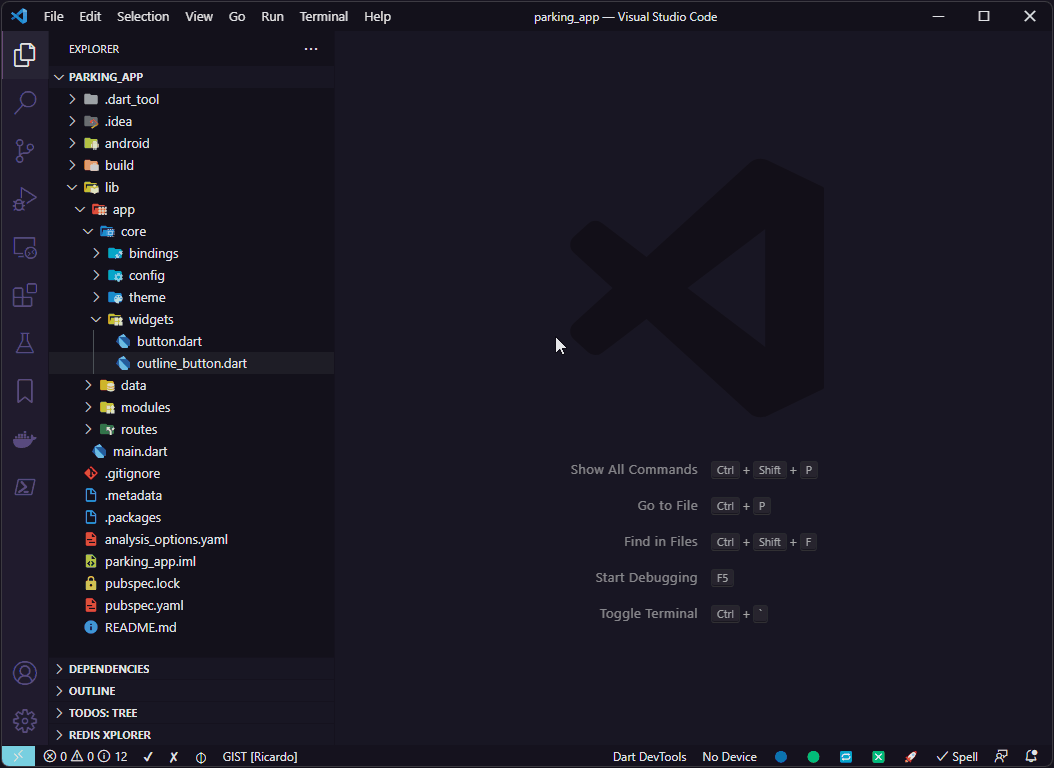 File Edit Selection View Go Run Terminal Help parking_app — Visual Studio Code
EXPLORER
PARKING_APP
.dart_tool
.idea
android
build
lib
app
core
bindings
config
theme
widgets
button.dart
outline_button.dart
data
modules
routes
main.dart
.gitignore
.metadata
.packages
analysis_options.yaml
parking_app.iml
pubspec.lock
pubspec.yaml
README.md
DEPENDENCIES
OUTLINE
TODOS: TREE
REDIS XPLORER
Show All Commands Ctrl + Shift + P
Go to File Ctrl + P
Find in Files Ctrl + Shift + F
Start Debugging F5
Toggle Terminal Ctrl + `
0 0 12 GIST [Ricardo] Dart DevTools No Device Spell